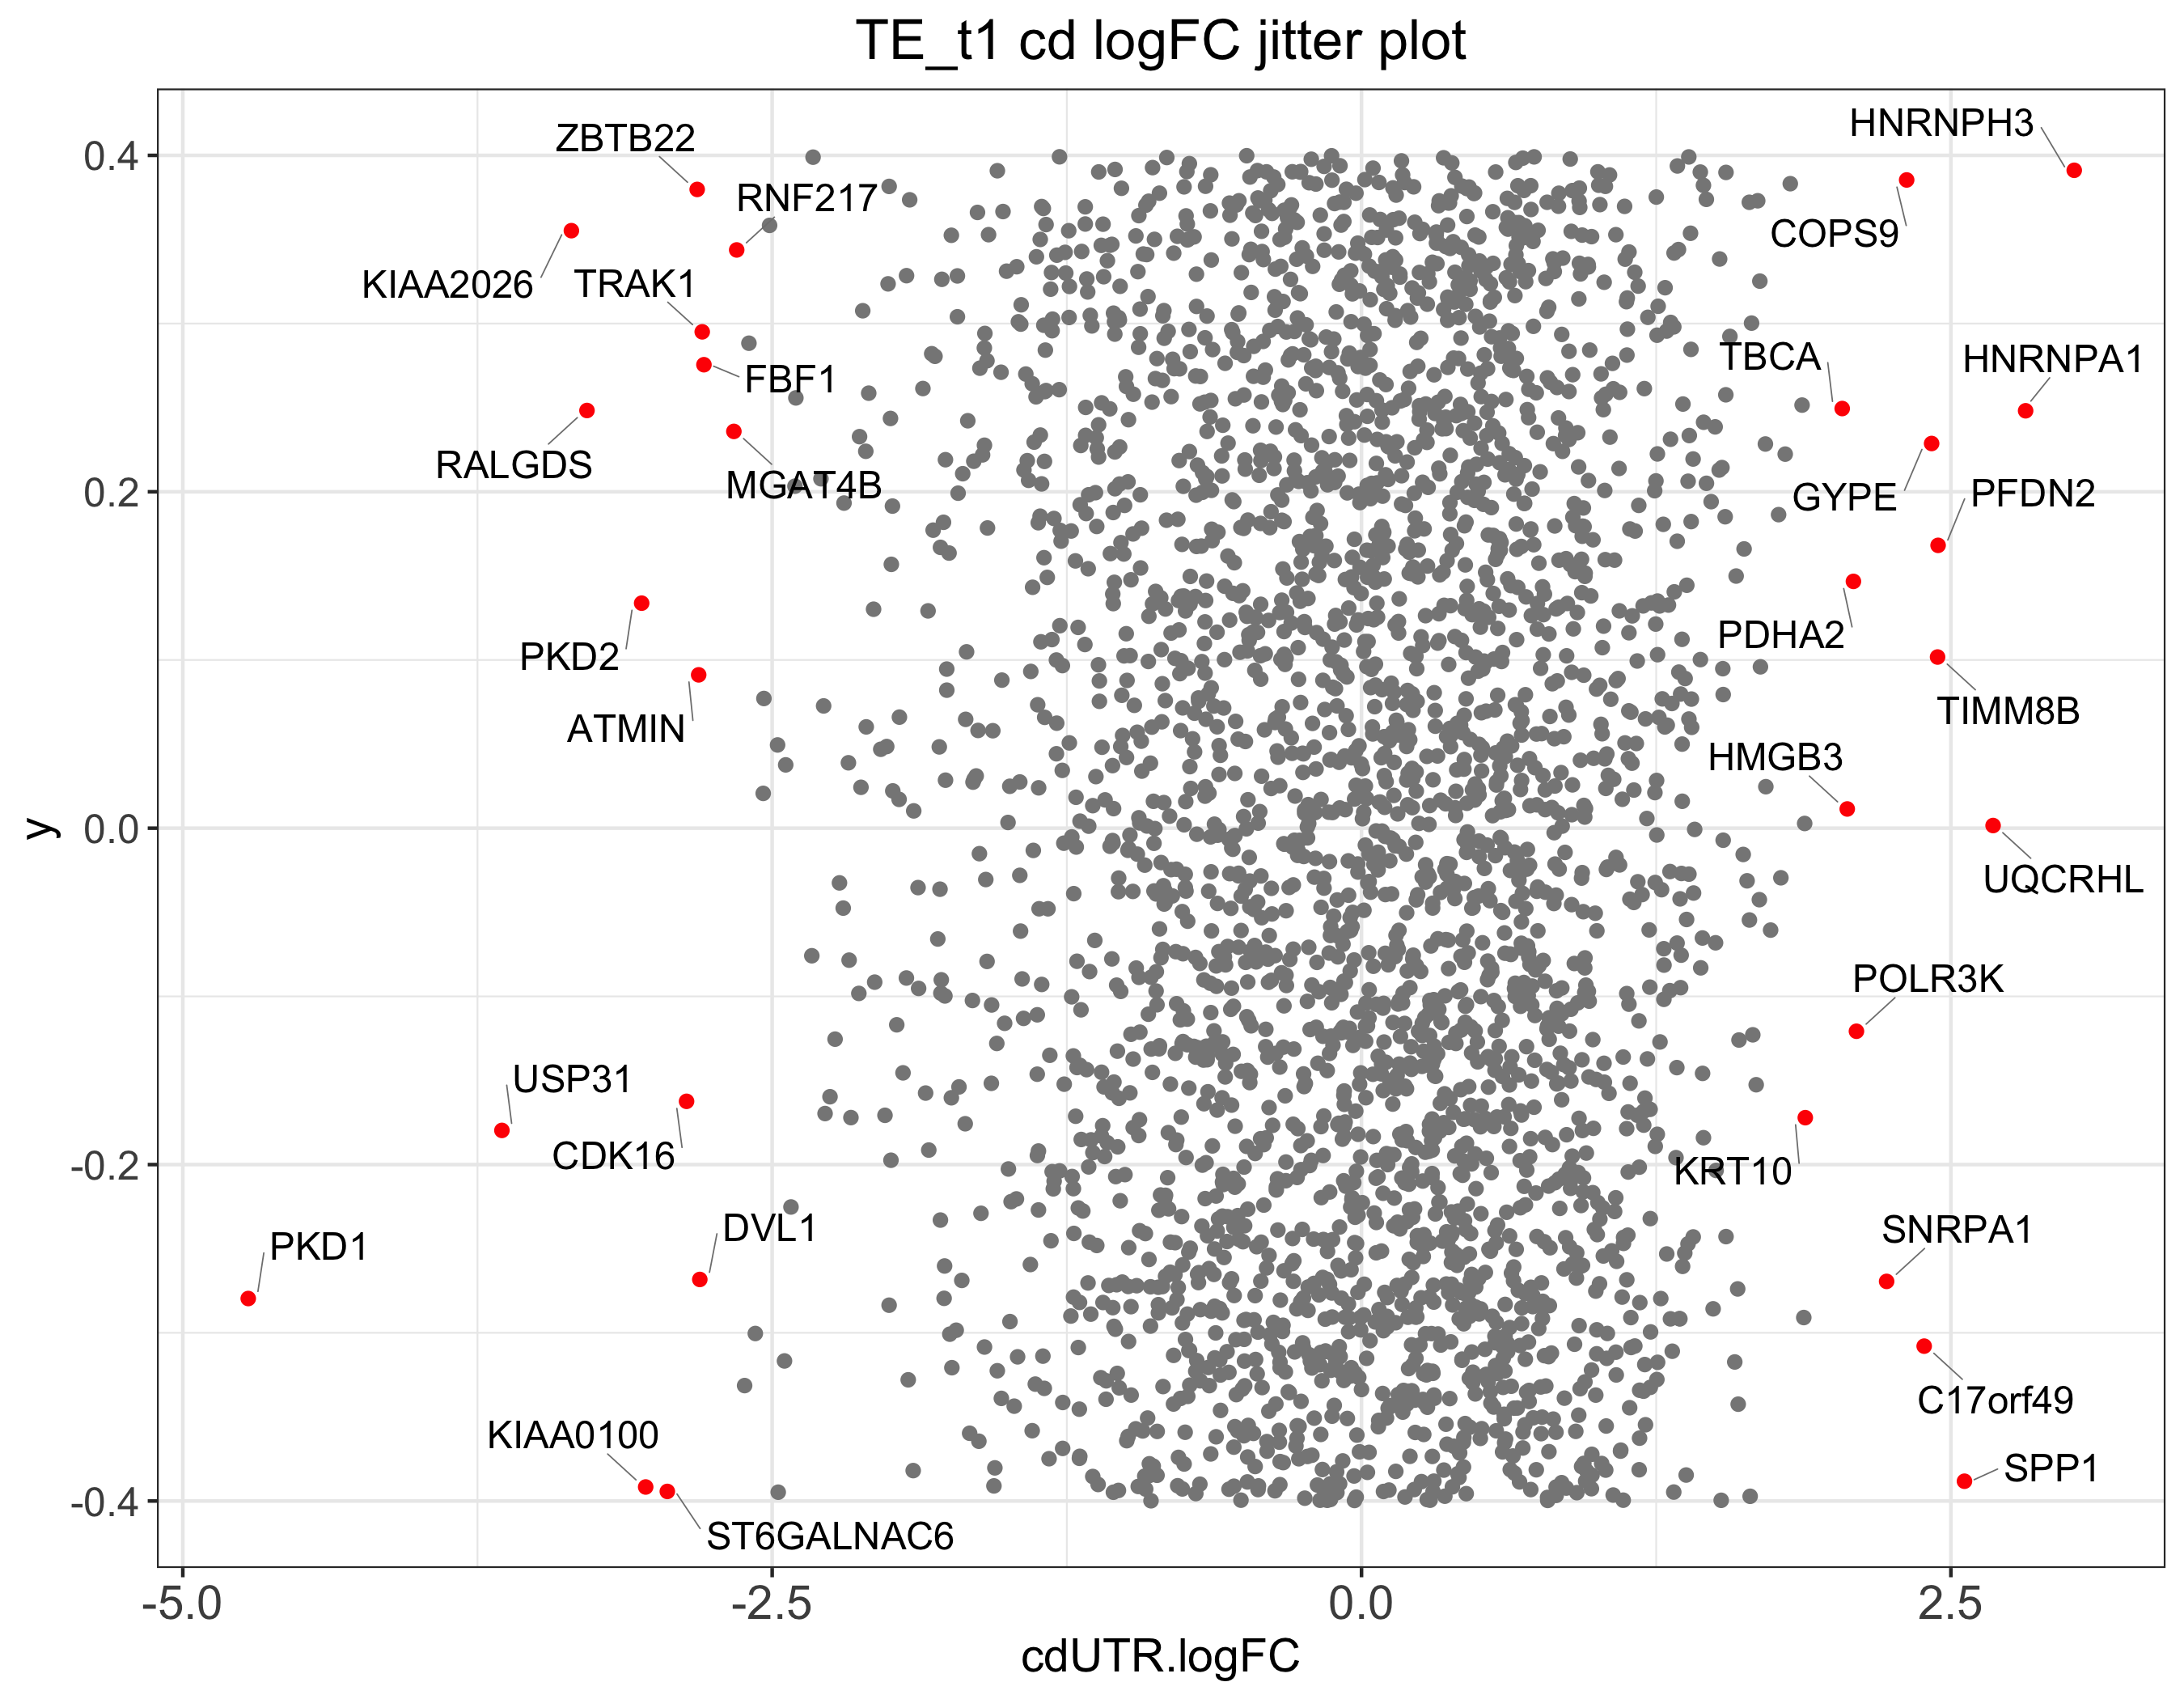 TE_t1 cd logFC jitter plot
HNRNPH3
ZBTB22
RNF217
COPS9
KIAA2026
TRAK1
TBCA
HNRNPA1
FBF1
RALGDS
MGAT4B
GYPE
PFDN2
PDHA2
PKD2
TIMM8B
ATMIN
HMGB3
UQCRHL
POLR3K
USP31
CDK16
KRT10
DVL1
SNRPA1
PKD1
C17orf49
KIAA0100
SPP1
ST6GALNAC6
0.4
0.2
0.0
-0.2
-0.4
y
-5.0
-2.5
0.0
2.5
cdUTR.logFC